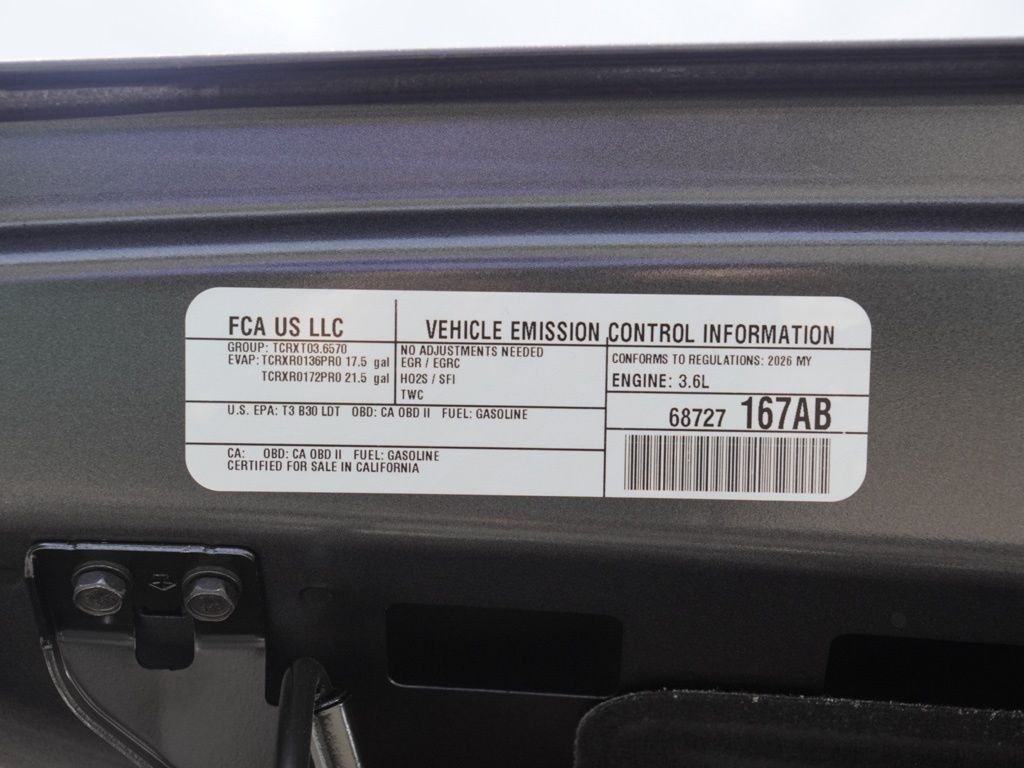 FCA US LLC
VEHICLE EMISSION CONTROL INFORMATION
GROUP: TCRXT03.6570
EVAP: TCRXR0136PR0 17.5 gal
TCRXR0172PR0 21.5 gal
NO ADJUSTMENTS NEEDED
EGR / EGRC
HO2S / SFI
TWC
CONFORMS TO REGULATIONS: 2026 MY
ENGINE: 3.6L
U.S. EPA: T3 B30 LDT OBD: CA OBD II FUEL: GASOLINE
68727 167AB
CA: OBD: CA OBD II FUEL: GASOLINE
CERTIFIED FOR SALE IN CALIFORNIA